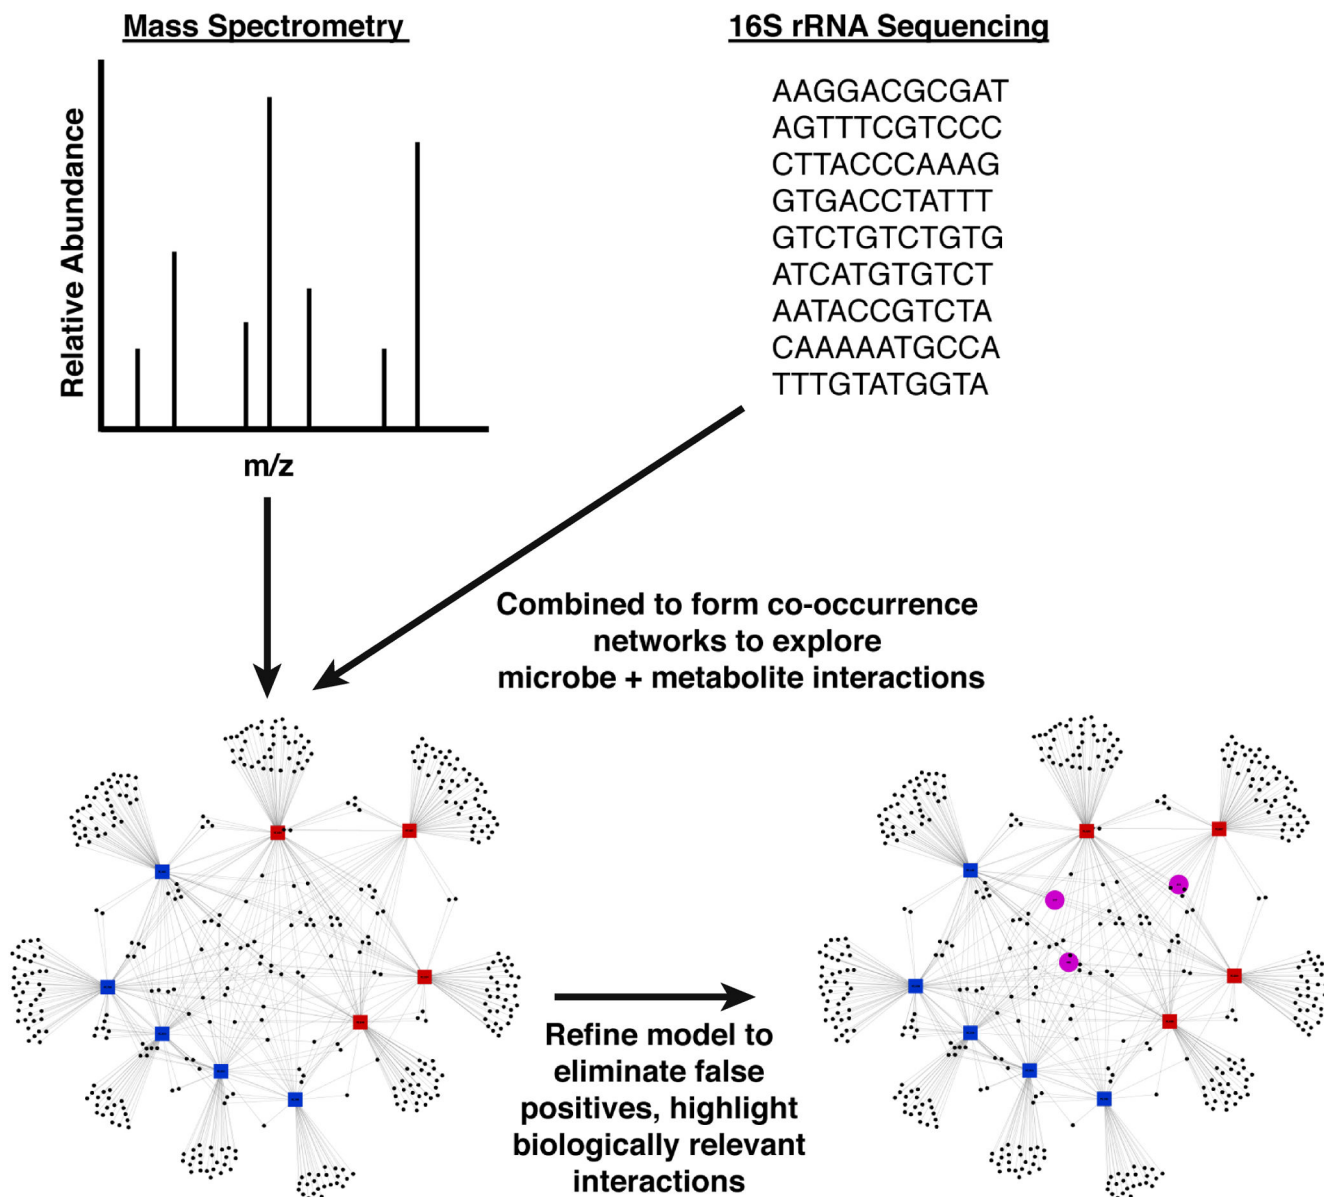 Mass Spectrometry
16S rRNA Sequencing
Relative Abundance
m/z
AAGGACGCGAT
AGTTTCGTCCC
CTTACCCAAAG
GTGACCTATTT
GTCTGTCTGTG
ATCATGTGTCT
AATACCGTCTA
CAAAAATGCCA
TTTGTATGGTA
Combined to form co-occurrence
networks to explore
microbe + metabolite interactions
Refine model to
eliminate false
positives, highlight
biologically relevant
interactions